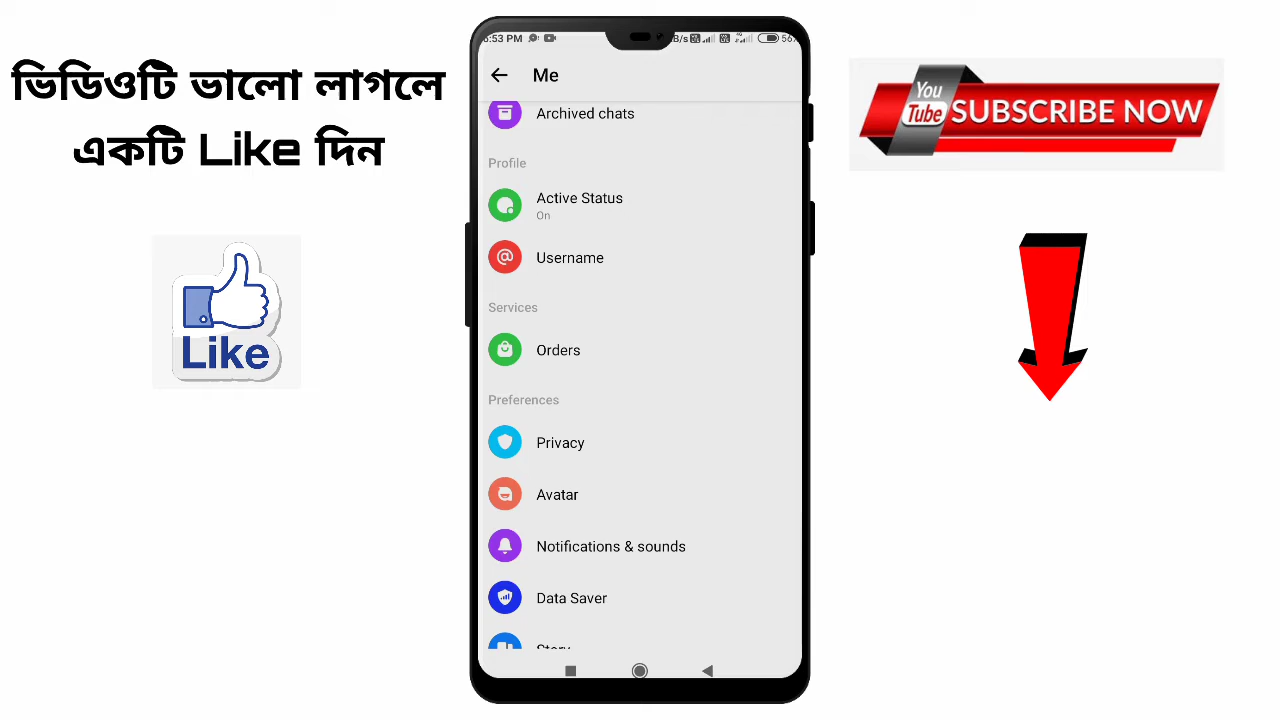 ভিডিওটি ভালো লাগলে
একটি Like দিন
Like
Me
Archived chats
Profile
Active Status
On
Username
Services
Orders
Preferences
Privacy
Avatar
Notifications & sounds
Data Saver
You
Tube
SUBSCRIBE NOW